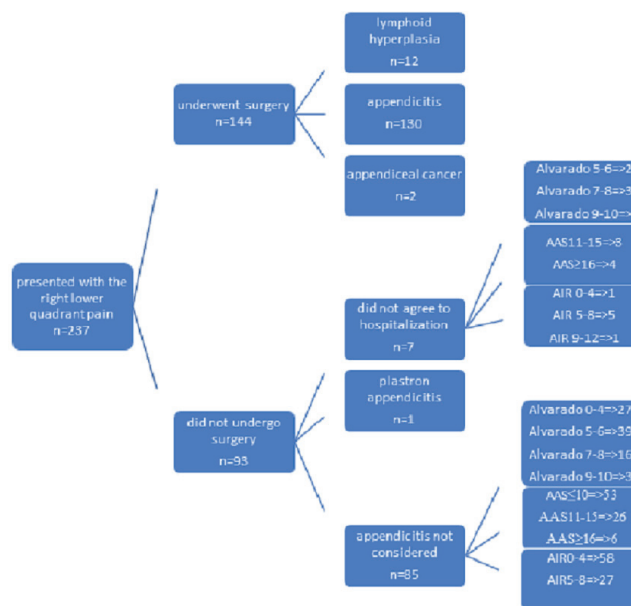 presented with the
right lower
quadrant pain
n=237
underwent surgery
n=144
lymphoid
hyperplasia
n=12
appendicitis
n=130
appendiceal cancer
n=2
did not undergo
surgery
n=93
did not agree to
hospitalization
n=7
Alvarado 5-6=>2
Alvarado 7-8=>3
Alvarado 9-10=>
AAS11-15=>8
AAS≥16=>4
AIR 0-4=>1
AIR 5-8=>5
AIR 9-12=>1
plastron
appendicitis
n=1
appendicitis not
considered
n=85
Alvarado 0-4=>27
Alvarado 5-6=>39
Alvarado 7-8=>16
Alvarado 9-10=>3
AAS≤10=>53
AAS11-15=>26
AAS≥16=>6
AIR0-4=>58
AIR5-8=>27